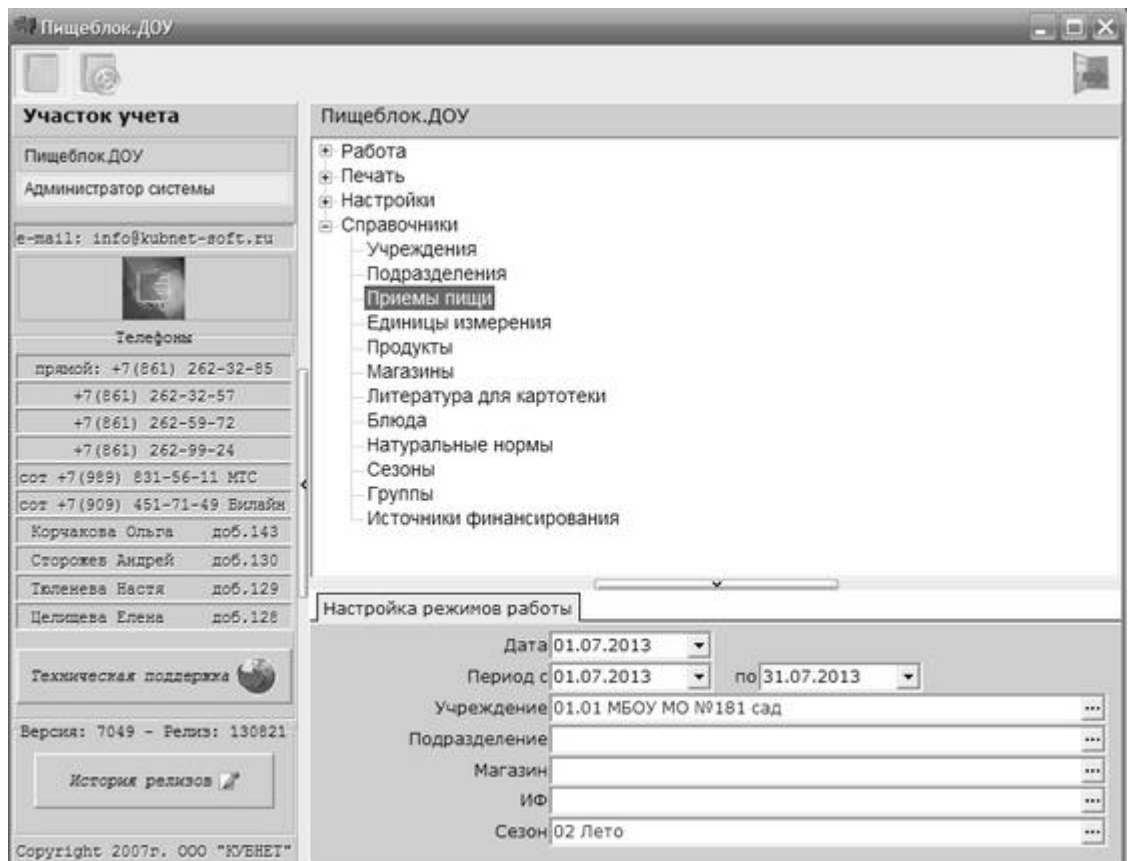 Пищеблок.ДОУ
Участок учета
Пищеблок.ДОУ
Администратор системы
e-mail: info@kubnet-soft.ru
Телефоны
прямой: +7(861) 262-32-85
+7(861) 262-32-57
+7(861) 262-59-72
+7(861) 262-99-24
сот +7(989) 831-56-11 МТС
сот +7(909) 451-71-49 Билайн
Корчакова Ольга доб.143
Сторожев Андрей доб.130
Тюленева Настя доб.129
Целищева Елена доб.128
Техническая поддержка
Версия: 7049 - Релиз: 130821
История релизов
Copyright 2007г. ООО "КУБНЕТ"
Пищеблок.ДОУ
Работа
Печать
Настройки
Справочники
Учреждения
Подразделения
Приемы пищи
Единицы измерения
Продукты
Магазины
Литература для картотеки
Блюда
Натуральные нормы
Сезоны
Группы
Источники финансирования
Настройка режимов работы
Дата 01.07.2013
Период с 01.07.2013 по 31.07.2013
Учреждение 01.01 МБОУ МО №181 сад
Подразделение
Магазин
ИФ
Сезон 02 Лето